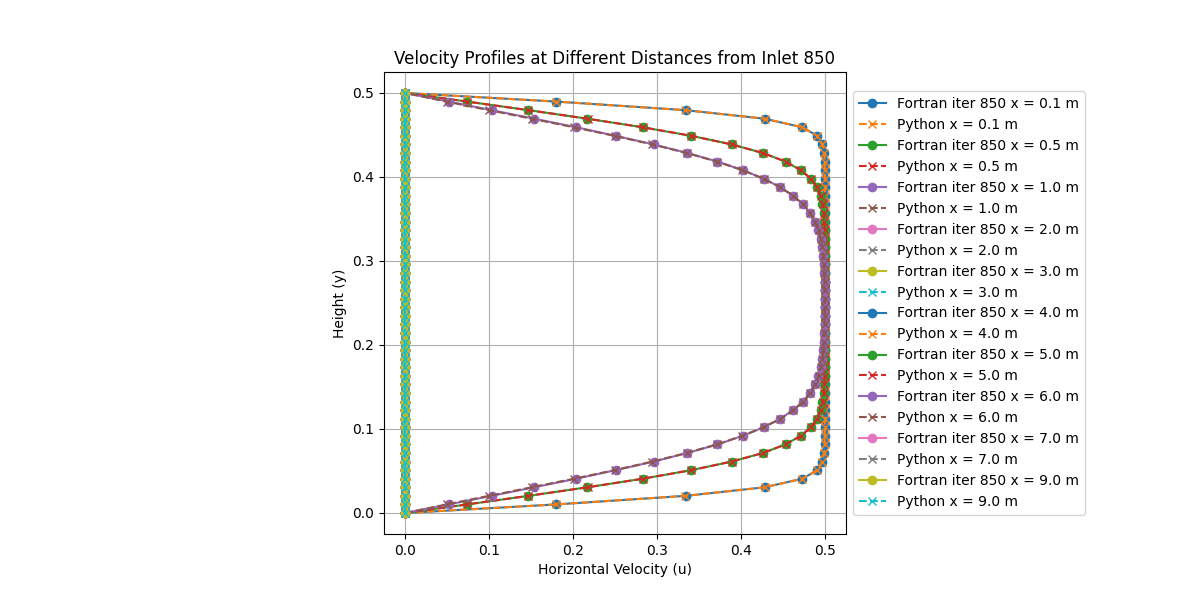 Velocity Profiles at Different Distances from Inlet 850
0.5
0.4
0.3
0.2
0.1
0.0
Height (y)
0.0 0.1 0.2 0.3 0.4 0.5
Horizontal Velocity (u)
Fortran iter 850 x = 0.1 m
Python x = 0.1 m
Fortran iter 850 x = 0.5 m
Python x = 0.5 m
Fortran iter 850 x = 1.0 m
Python x = 1.0 m
Fortran iter 850 x = 2.0 m
Python x = 2.0 m
Fortran iter 850 x = 3.0 m
Python x = 3.0 m
Fortran iter 850 x = 4.0 m
Python x = 4.0 m
Fortran iter 850 x = 5.0 m
Python x = 5.0 m
Fortran iter 850 x = 6.0 m
Python x = 6.0 m
Fortran iter 850 x = 7.0 m
Python x = 7.0 m
Fortran iter 850 x = 9.0 m
Python x = 9.0 m